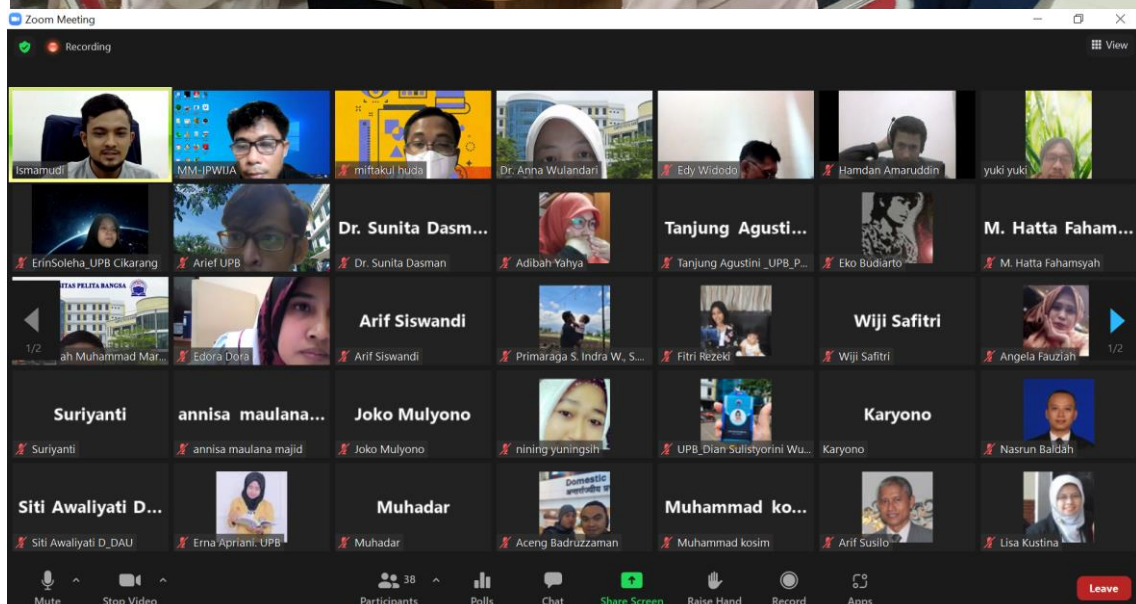 Zoom Meeting
Recording
View
Ismamudi
MM-IPWIJA
miftakul huda
Dr. Anna Wulandari
Edy Widodo
Hamdan Amaruddin
yuki yuki
ErinSoleha_UPB Cikarang
Arief UPB
Dr. Sunita Dasm...
Dr. Sunita Dasman
Adibah Yahya
Tanjung Agusti...
Tanjung Agustini _UPB_P...
Eko Budiarto
M. Hatta Faham...
M. Hatta Fahamsyah
ITAS PELITA BANGSA
1/2
ah Muhammad Mar...
Edora Dora
Arif Siswandi
Arif Siswandi
Primaraga S. Indra W., S....
Fitri Rezeki
Wiji Safitri
Wiji Safitri
Angela Fauziah
1/2
Suriyanti
Suriyanti
annisa maulana...
annisa maulana majid
Joko Mulyono
Joko Mulyono
nining yuningsih
UPB_Dian Sulistyorini Wu...
Karyono
Karyono
Nasrun Baldah
Siti Awaliyati D...
Siti Awaliyati D_DAU
Erna Apriani. UPB
Muhadar
Muhadar
Domestic
Aceng Badruzzaman
Muhammad ko...
Muhammad kosim
Arif Susilo
Lisa Kustina
Mute
Stop Video
38
Participants
Polls
Chat
Share Screen
Raise Hand
Record
Apps
Leave